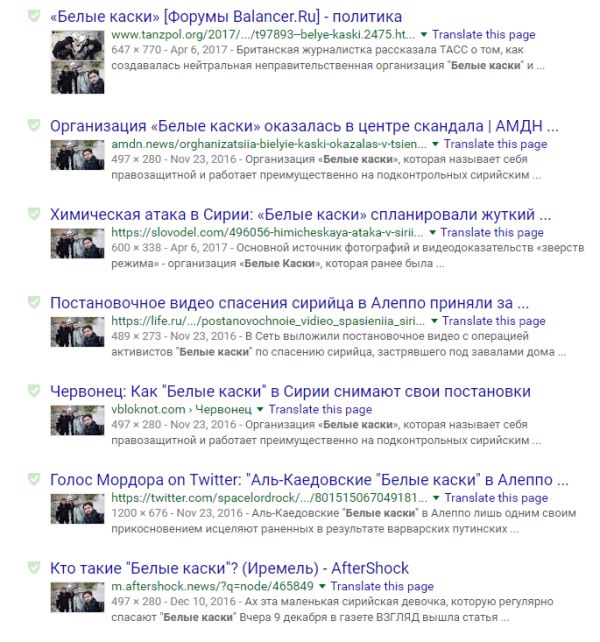 «Белые каски» [Форумы Balancer.Ru] - политика
www.tanzpol.org/2017/.../t97893--belye-kaski.2475.ht... ▼ Translate this page
647 × 770 - Apr 6, 2017 - Британская журналистка рассказала ТАСС о том, как
создавалась нейтральная неправительственная организация "Белые каски" и ...
Организация «Белые каски» оказалась в центре скандала | АМДН ...
amdn.news/orghanizatsiia-bielyie-kaski-okazalas-v-tsien... ▼ Translate this page
497 × 280 - Nov 23, 2016 - Организация «Белые каски», которая называет себя
правозащитной и работает преимущественно на подконтрольных сирийским ...
Химическая атака в Сирии: «Белые каски» спланировали жуткий ...
https://slovodel.com/496056-himicheskaya-ataka-v-sirii... ▼ Translate this page
600 × 338 - Apr 6, 2017 - Основной источник фотографий и видеодоказательств «зверств
режима» - организация «Белые Каски», которая ранее была ...
Постановочное видео спасения сирийца в Алеппо приняли за ...
https://life.ru/.../postanovochnoie_vidieo_spasieniia_siri... ▼ Translate this page
489 × 273 - Nov 22, 2016 - В Сеть выложили постановочное видео с операцией
активистов "Белые каски" по спасению сирийца, застрявшего под завалами дома ...
Червонец: Как "Белые каски" в Сирии снимают свои постановки
vbloknot.com › Червонец ▼ Translate this page
497 × 280 - Nov 23, 2016 - Организация «Белые каски», которая называет себя
правозащитной и работает преимущественно на подконтрольных сирийским ...
Голос Мордора on Twitter: "Аль-Каедовские "Белые каски" в Алеппо ...
https://twitter.com/spacelordrock/.../801515067049181... ▼ Translate this page
1200 × 676 - Nov 23, 2016 - Аль-Каедовские "Белые каски" в Алеппо лишь одним своим
прикосновением исцеляют раненных в результате варварских путинских ...
Кто такие "Белые каски"? (Иремель) - AfterShock
m.aftershock.news/?q=node/465849 ▼ Translate this page
497 × 280 - Dec 10, 2016 - Ах эта маленькая сирийская девочка, которую регулярно
спасают "Белые каски" Вчера 9 декабря в газете ВЗГЛЯД вышла статья ...